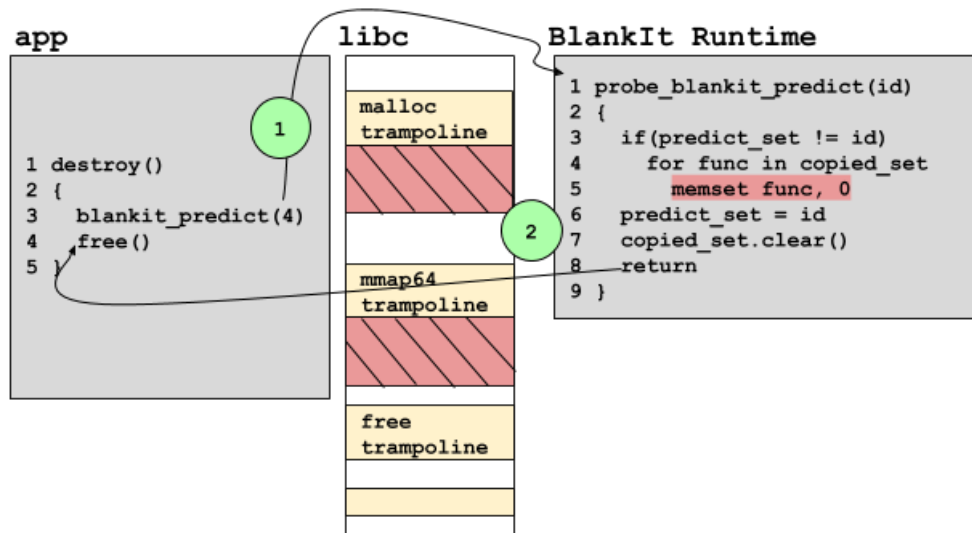 app
1 destroy()
2 {
3 blankit_predict(4)
4 free()
5 }
1
libc
malloc
trampoline
mmap64
trampoline
free
trampoline
2
BlankIt Runtime
1 probe_blankit_predict(id)
2 {
3 if(predict_set != id)
4 for func in copied_set
5 memset func, 0
6 predict_set = id
7 copied_set.clear()
8 return
9 }